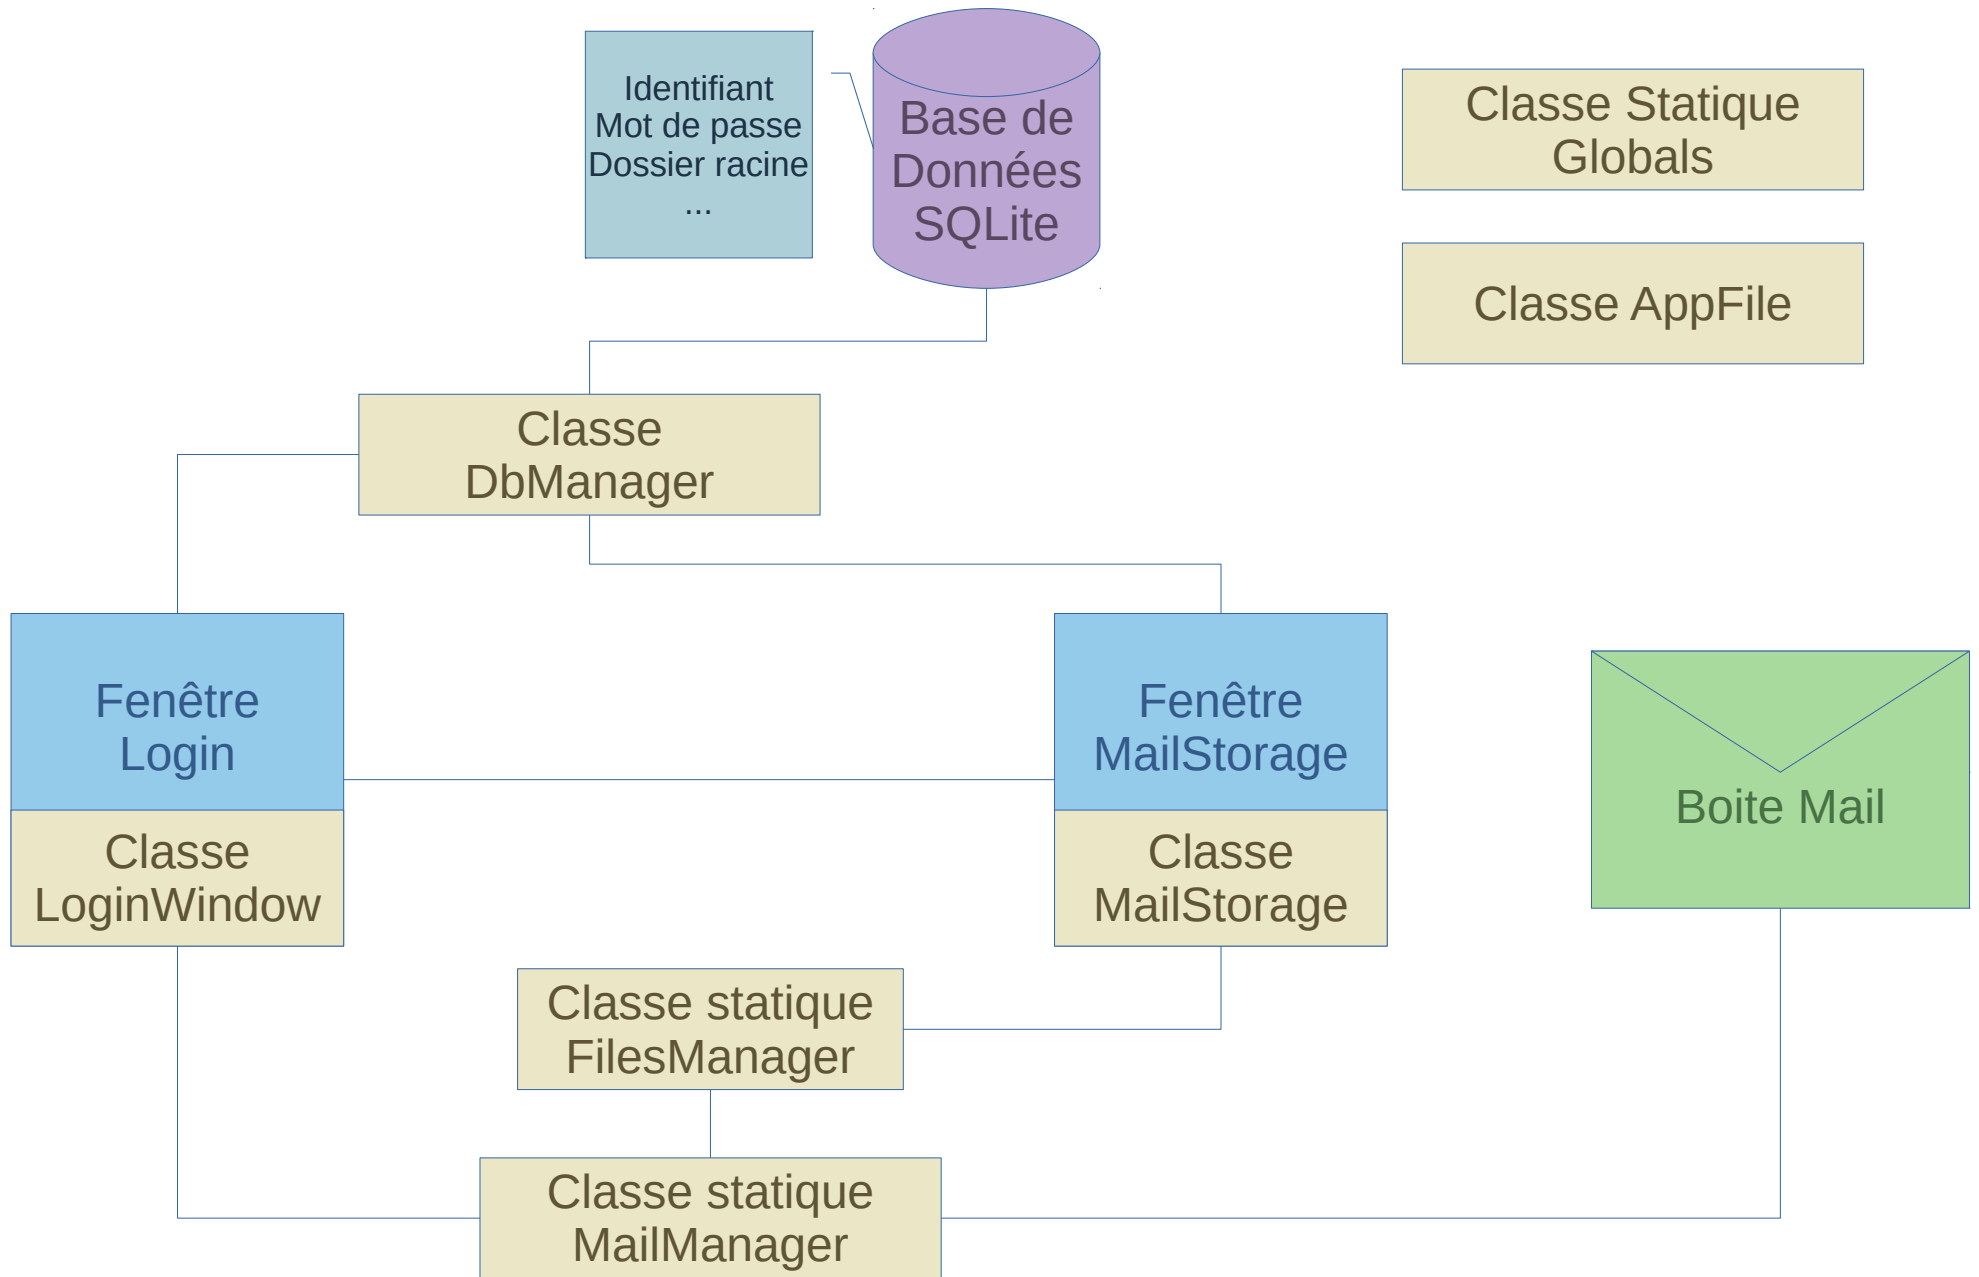 Identifiant
Mot de passe
Dossier racine
...
Base de
Données
SQLite
Classe Statique
Globals
Classe AppFile
Classe
DbManager
Fenêtre
Login
Classe
LoginWindow
Fenêtre
MailStorage
Classe
MailStorage
Boite Mail
Classe statique
FilesManager
Classe statique
MailManager